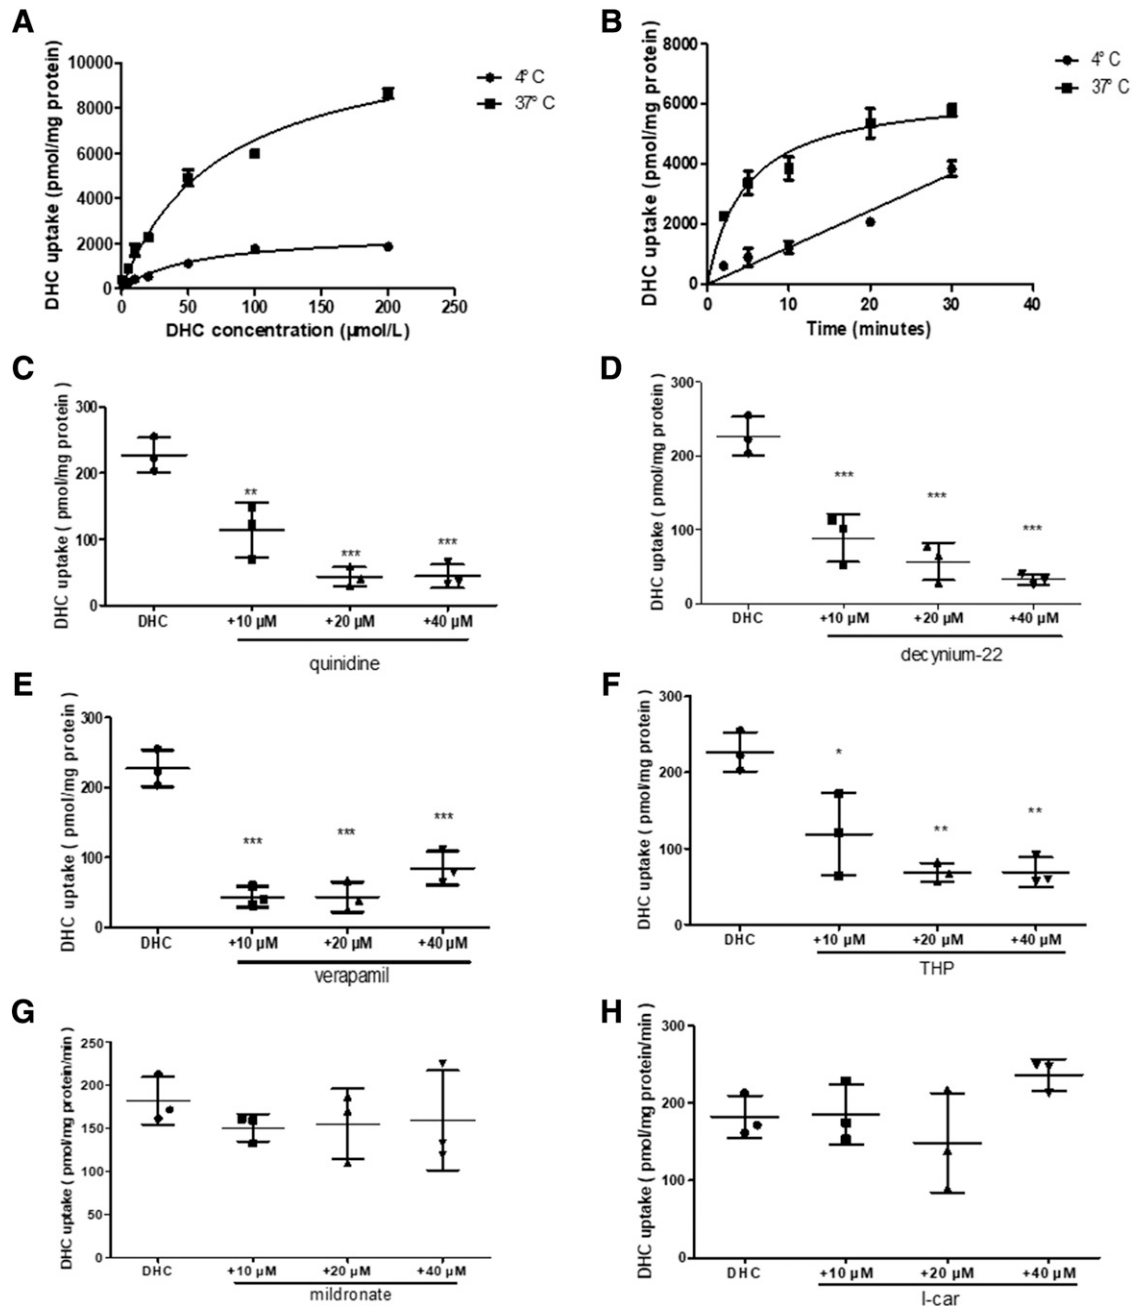 A
DHC uptake (pmol/mg protein)
10000
8000
6000
4000
2000
0
0 50 100 150 200 250
DHC concentration (µmol/L)
4° C
37° C
B
DHC uptake (pmol/mg protein)
8000
6000
4000
2000
0
0 10 20 30 40
Time (minutes)
4° C
37° C
C
DHC uptake ( pmol/mg protein )
300
200
100
0
** *** ***
DHC +10 µM +20 µM +40 µM
quinidine
D
DHC uptake ( pmol/mg protein )
300
200
100
0
*** *** ***
DHC +10 µM +20 µM +40 µM
decynium-22
E
DHC uptake ( pmol/mg protein )
300
200
100
0
*** *** ***
DHC +10 µM +20 µM +40 µM
verapamil
F
DHC uptake ( pmol/mg protein )
300
200
100
0
* ** **
DHC +10 µM +20 µM +40 µM
THP
G
DHC uptake ( pmol/mg protein/min )
250
200
150
100
50
0
DHC +10 µM +20 µM +40 µM
mildronate
H
DHC uptake ( pmol/mg protein/min )
300
200
100
0
DHC +10 µM +20 µM +40 µM
l-car